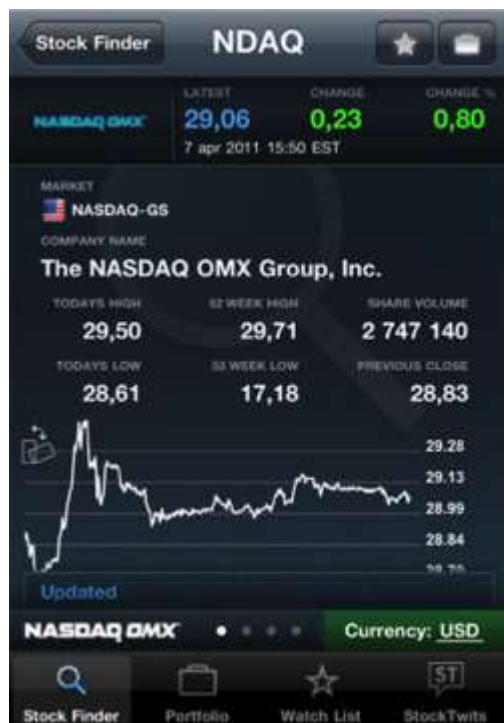 Stock Finder NDAQ
LATEST CHANGE CHANGE %
NASDAQ OMX 29,06 0,23 0,80
7 apr 2011 15:50 EST
MARKET
NASDAQ-GS
COMPANY NAME
The NASDAQ OMX Group, Inc.
TODAYS HIGH 52 WEEK HIGH SHARE VOLUME
29,50 29,71 2 747 140
TODAYS LOW 52 WEEK LOW PREVIOUS CLOSE
28,61 17,18 28,83
29.28
29.13
28.99
28.84
28.70
Updated
NASDAQ OMX Currency: USD
ST
Stock Finder Portfolio Watch List StockTwits